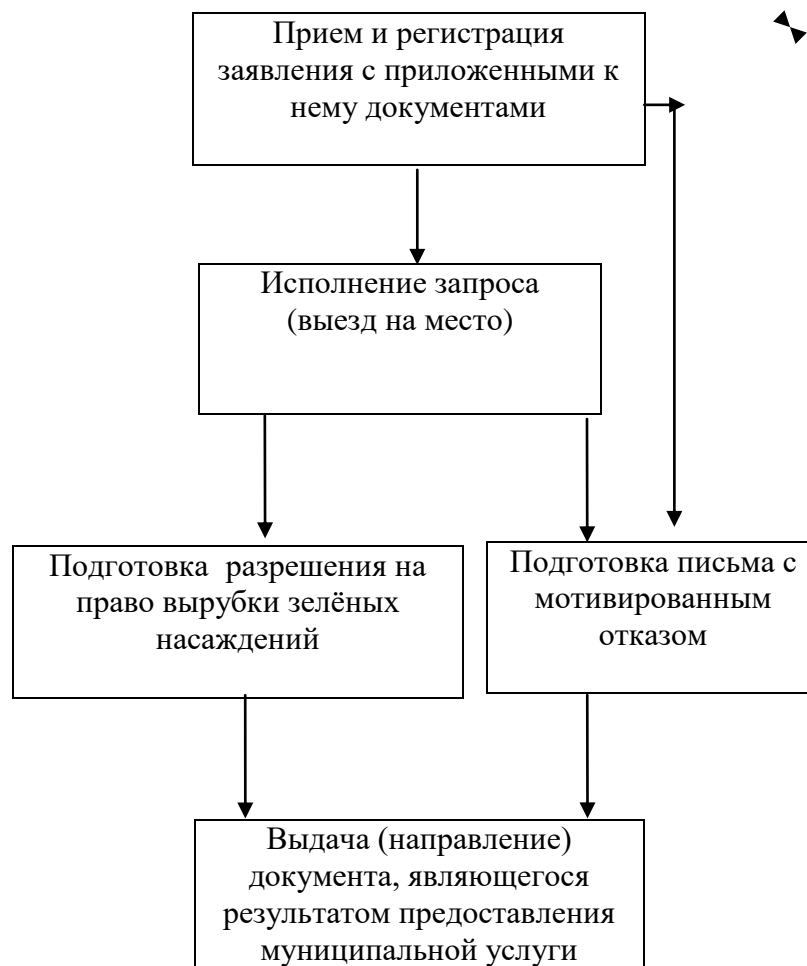 Прием и регистрация
заявления с приложенными к
нему документами
Исполнение запроса
(выезд на место)
Подготовка  разрешения на
право вырубки зелёных
насаждений
Подготовка письма с
мотивированным
отказом
Выдача (направление)
документа, являющегося
результатом предоставления
муниципальной услуги